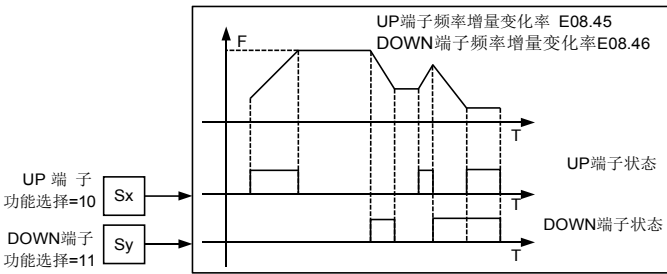 UP端子频率增量变化率 E08.45
DOWN端子频率增量变化率E08.46
F
T
UP端子状态
UP 端 子
功能选择=10
Sx
T
DOWN端子状态
DOWN端子
功能选择=11
Sy
T